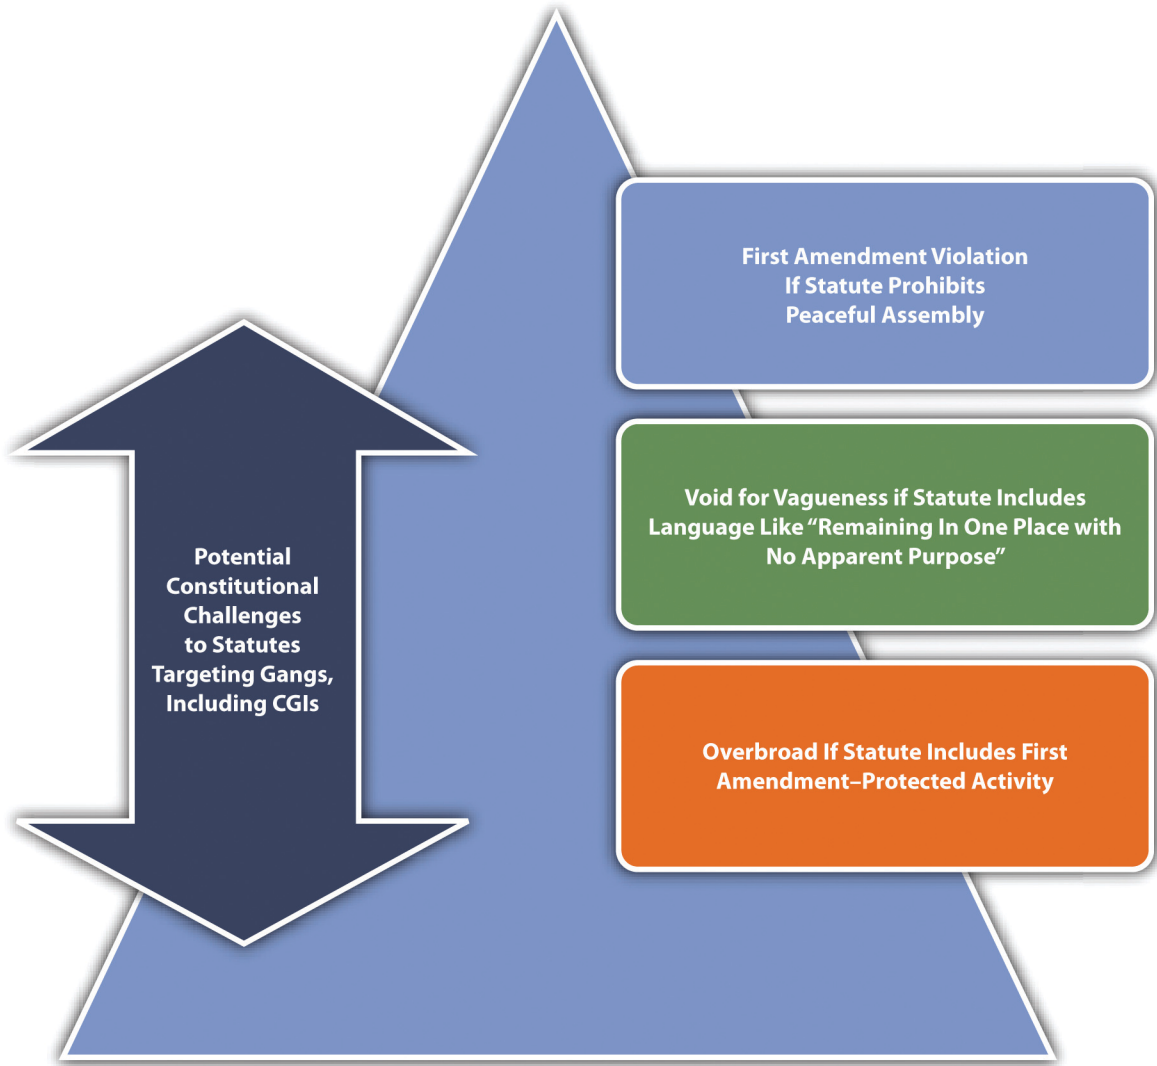 First Amendment Violation
If Statute Prohibits
Peaceful Assembly
Void for Vagueness if Statute Includes
Language Like “Remaining In One Place with
No Apparent Purpose”
Potential
Constitutional
Challenges
to Statutes
Targeting Gangs,
Including CGIs
Overbroad If Statute Includes First
Amendment–Protected Activity